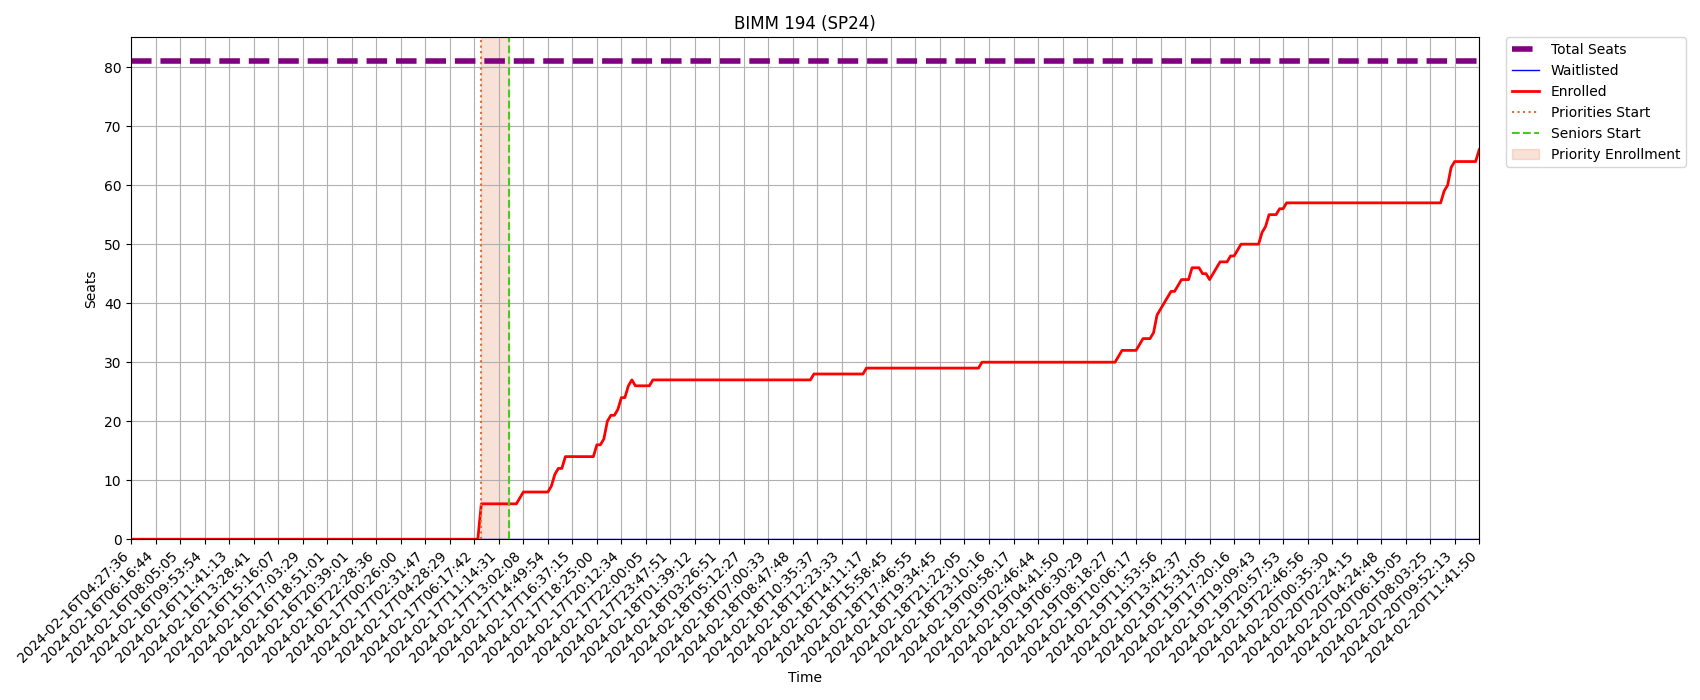 BIMM 194 (SP24)
Total Seats
Waitlisted
Enrolled
Priorities Start
Seniors Start
Priority Enrollment
Seats
80
70
60
50
40
30
20
10
0
2024-02-16T04:27:36
2024-02-16T06:16:44
2024-02-16T08:05:05
2024-02-16T09:53:54
2024-02-16T11:41:13
2024-02-16T13:28:41
2024-02-16T15:16:07
2024-02-16T17:03:29
2024-02-16T18:51:01
2024-02-16T20:39:01
2024-02-16T22:28:36
2024-02-17T00:26:00
2024-02-17T02:31:47
2024-02-17T04:28:29
2024-02-17T06:17:42
2024-02-17T11:14:31
2024-02-17T13:02:08
2024-02-17T14:49:54
2024-02-17T16:37:15
2024-02-17T18:25:00
2024-02-17T20:12:34
2024-02-17T22:00:05
2024-02-17T23:47:51
2024-02-18T01:39:12
2024-02-18T03:26:51
2024-02-18T05:12:27
2024-02-18T07:00:33
2024-02-18T08:47:48
2024-02-18T10:35:37
2024-02-18T12:23:33
2024-02-18T14:11:17
2024-02-18T15:58:45
2024-02-18T17:46:55
2024-02-18T19:34:45
2024-02-18T21:22:05
2024-02-18T23:10:16
2024-02-19T00:58:17
2024-02-19T02:46:44
2024-02-19T04:41:50
2024-02-19T06:30:29
2024-02-19T08:18:27
2024-02-19T10:06:17
2024-02-19T11:53:56
2024-02-19T13:42:37
2024-02-19T15:31:05
2024-02-19T17:20:16
2024-02-19T19:09:43
2024-02-19T20:57:53
2024-02-19T22:46:56
2024-02-20T00:35:30
2024-02-20T02:24:15
2024-02-20T04:24:48
2024-02-20T06:15:05
2024-02-20T08:03:25
2024-02-20T09:52:13
2024-02-20T11:41:50
Time